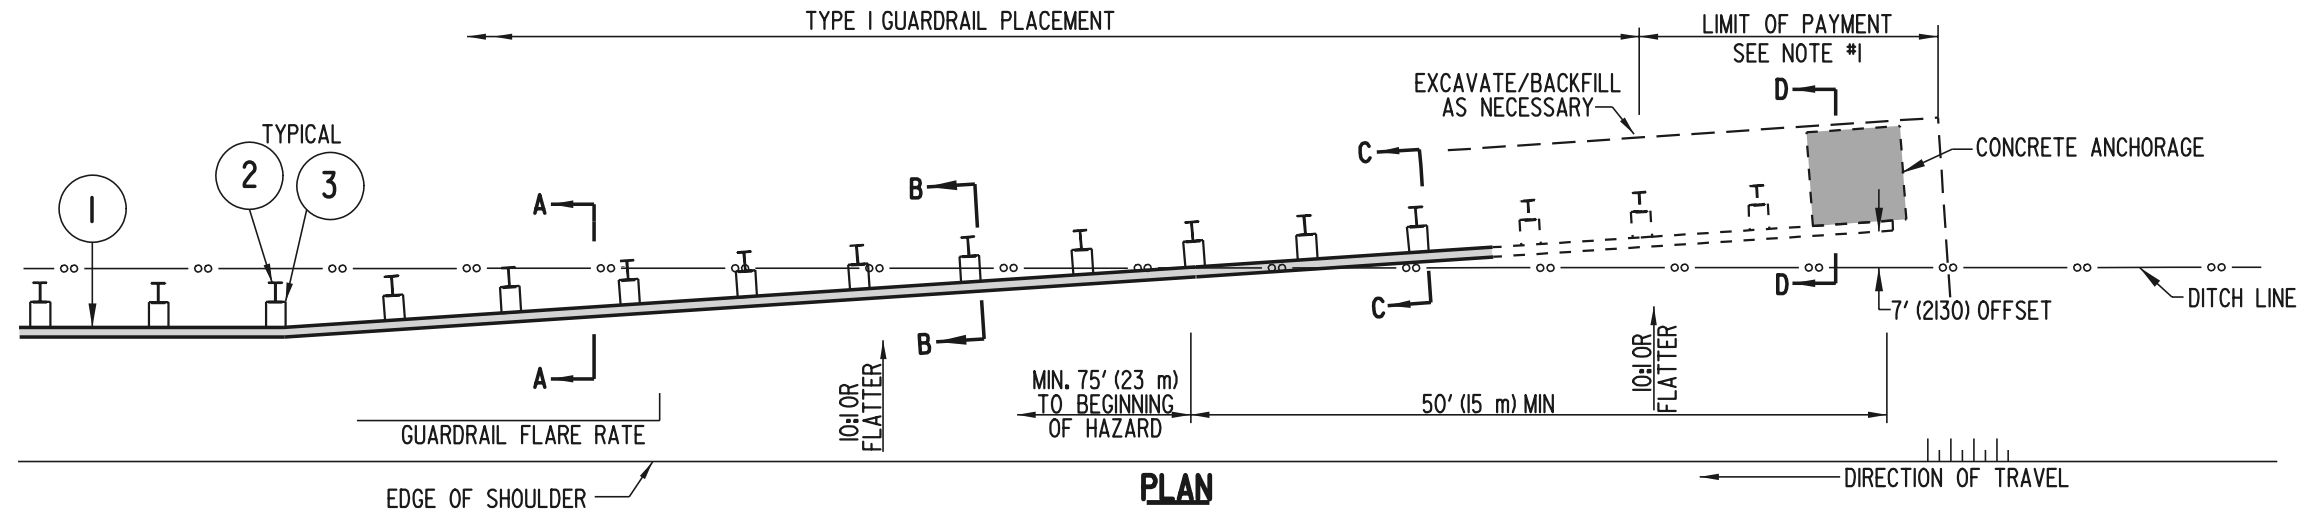 TYPE I GUARDRAIL PLACEMENT
LIMIT OF PAYMENT
SEE NOTE #1
EXCAVATE/BACKFILL
AS NECESSARY
D
CONCRETE ANCHORAGE
TYPICAL
1
2
3
A
B
C
D
C
7' (2130) OFFSET
DITCH LINE
B
A
10:1 OR
FLATTER
MIN. 75' (23 m)
TO BEGINNING
OF HAZARD
50' (15 m) MIN
10:1 OR
FLATTER
GUARDRAIL FLARE RATE
EDGE OF SHOULDER
PLAN
DIRECTION OF TRAVEL